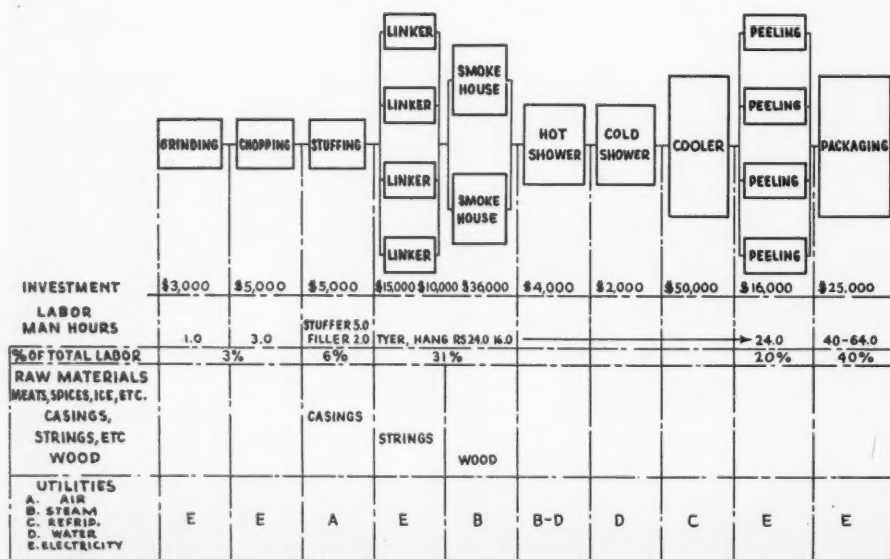 LINKER
PEELING
SMOKE
HOUSE
LINKER
PEELING
GRINDING
CHOPPING
STUFFING
HOT
SHOWER
COLD
SHOWER
COOLER
PACKAGING
LINKER
PEELING
SMOKE
HOUSE
LINKER
PEELING
INVESTMENT $3,000 $5,000 $5,000 $15,000 $10,000 $36,000 $4,000 $2,000 $50,000 $16,000 $25,000
LABOR
MAN HOURS
STUFFER 5.0
1.0 3.0 FILLER 2.0 TYER, HANG RS 24.0 16.0 24.0 40-64.0
% OF TOTAL LABOR 3% 6% 31% 20% 40%
RAW MATERIALS
MEATS, SPICES, ICE, ETC.
CASINGS, CASINGS
STRINGS, ETC STRINGS
WOOD WOOD
UTILITIES
A. AIR
B. STEAM
C. REFRID.
D. WATER
E. ELECTRICITY
E E A E B B-D D C E E